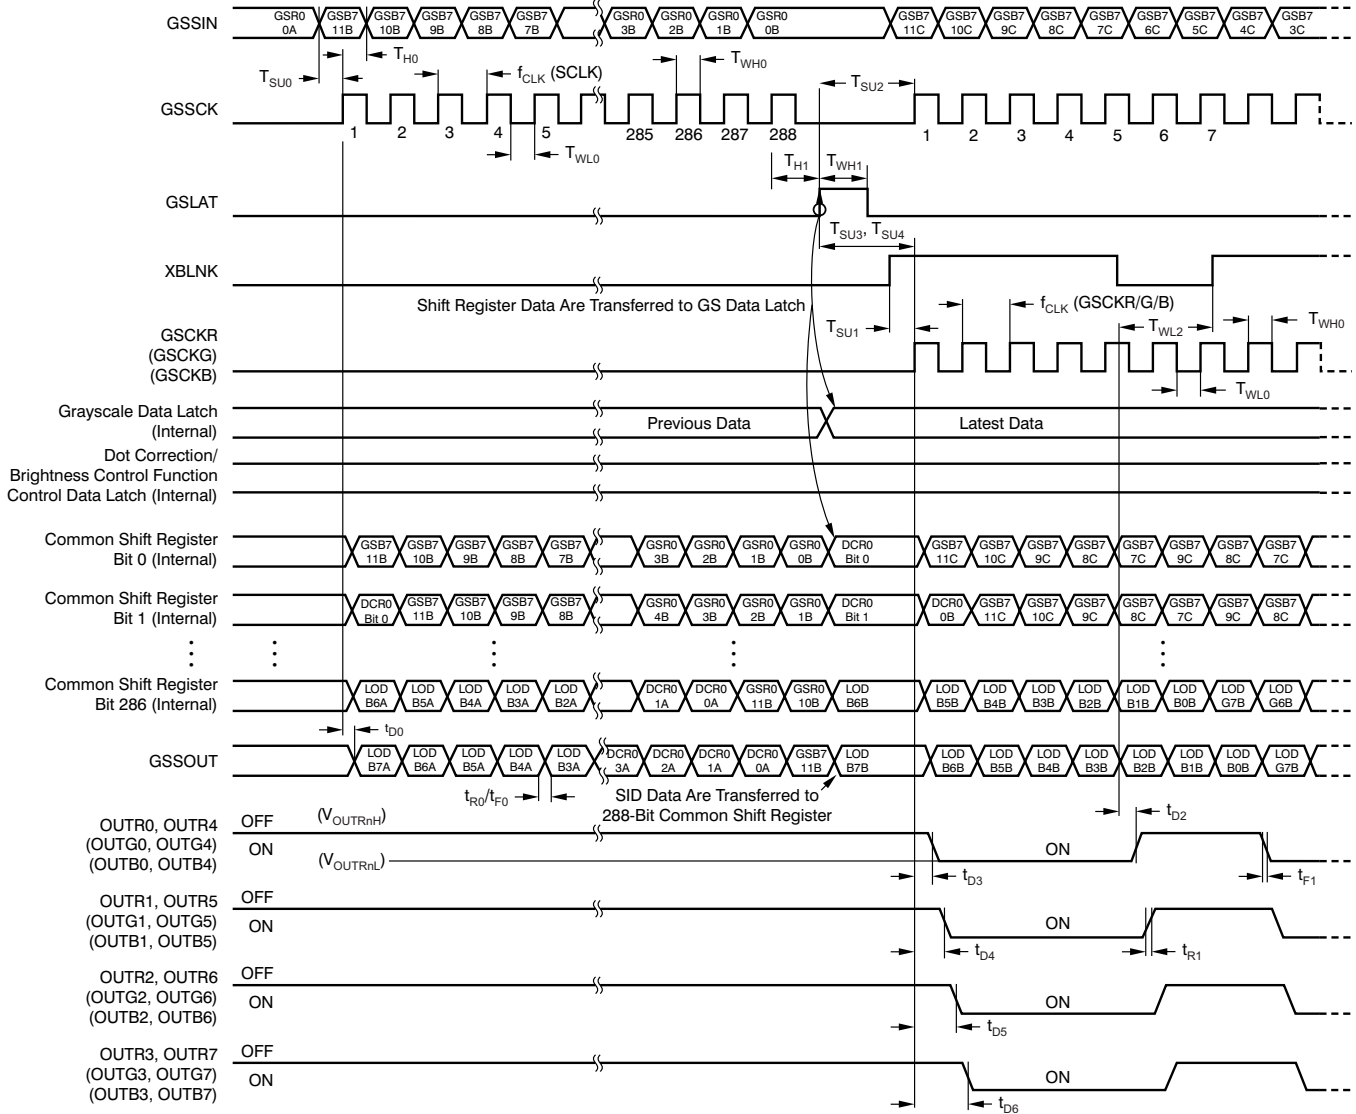 GSSIN
GSR0 0A
GSB7 11B
GSB7 10B
GSB7 9B
GSB7 8B
GSB7 7B
GSR0 3B
GSR0 2B
GSR0 1B
GSR0 0B
GSB7 11C
GSB7 10C
GSB7 9C
GSB7 8C
GSB7 7C
GSB7 6C
GSB7 5C
GSB7 4C
GSB7 3C
TSU0
TH0
fCLK (SCLK)
TWH0
TSU2
GSSCK
1 2 3 4 5 285 286 287 288 1 2 3 4 5 6 7
TWL0
TH1
TWH1
GSLAT
TSU3, TSU4
XBLNK
Shift Register Data Are Transferred to GS Data Latch
TSU1
fCLK (GSCKR/G/B)
TWL2
TWH0
GSCKR
(GSCKG)
(GSCKB)
TWL0
Grayscale Data Latch
(Internal)
Previous Data
Latest Data
Dot Correction/
Brightness Control Function
Control Data Latch (Internal)
Common Shift Register
Bit 0 (Internal)
GSB7 11B
GSB7 10B
GSB7 9B
GSB7 8B
GSB7 7B
GSR0 3B
GSR0 2B
GSR0 1B
GSR0 0B
DCR0 Bit 0
GSB7 11C
GSB7 10C
GSB7 9C
GSB7 8C
GSB7 7C
GSB7 9C
GSB7 8C
GSB7 7C
Common Shift Register
Bit 1 (Internal)
DCR0 Bit 0
GSB7 11B
GSB7 10B
GSB7 9B
GSB7 8B
GSR0 4B
GSR0 3B
GSR0 2B
GSR0 1B
DCR0 Bit 1
DCR0 0B
GSB7 11C
GSB7 10C
GSB7 9C
GSB7 8C
GSB7 7C
GSB7 9C
GSB7 8C
Common Shift Register
Bit 286 (Internal)
LOD B6A
LOD B5A
LOD B4A
LOD B3A
LOD B2A
DCR0 1A
DCR0 0A
GSR0 11B
GSR0 10B
LOD B6B
LOD B5B
LOD B4B
LOD B3B
LOD B2B
LOD B1B
LOD B0B
LOD G7B
LOD G6B
tD0
GSSOUT
LOD B7A
LOD B6A
LOD B5A
LOD B4A
LOD B3A
DCR0 3A
DCR0 2A
DCR0 1A
DCR0 0A
GSB7 11B
LOD B7B
LOD B6B
LOD B5B
LOD B4B
LOD B3B
LOD B2B
LOD B1B
LOD B0B
LOD G7B
tR0/tF0
SID Data Are Transferred to
288-Bit Common Shift Register
OUTR0, OUTR4
(OUTG0, OUTG4)
(OUTB0, OUTB4)
OFF
ON
(VOUTRnH)
(VOUTRnL)
ON
tD2
tD3
tF1
OUTR1, OUTR5
(OUTG1, OUTG5)
(OUTB1, OUTB5)
OFF
ON
ON
tD4
tR1
OUTR2, OUTR6
(OUTG2, OUTG6)
(OUTB2, OUTB6)
OFF
ON
ON
tD5
OUTR3, OUTR7
(OUTG3, OUTG7)
(OUTB3, OUTB7)
OFF
ON
ON
tD6